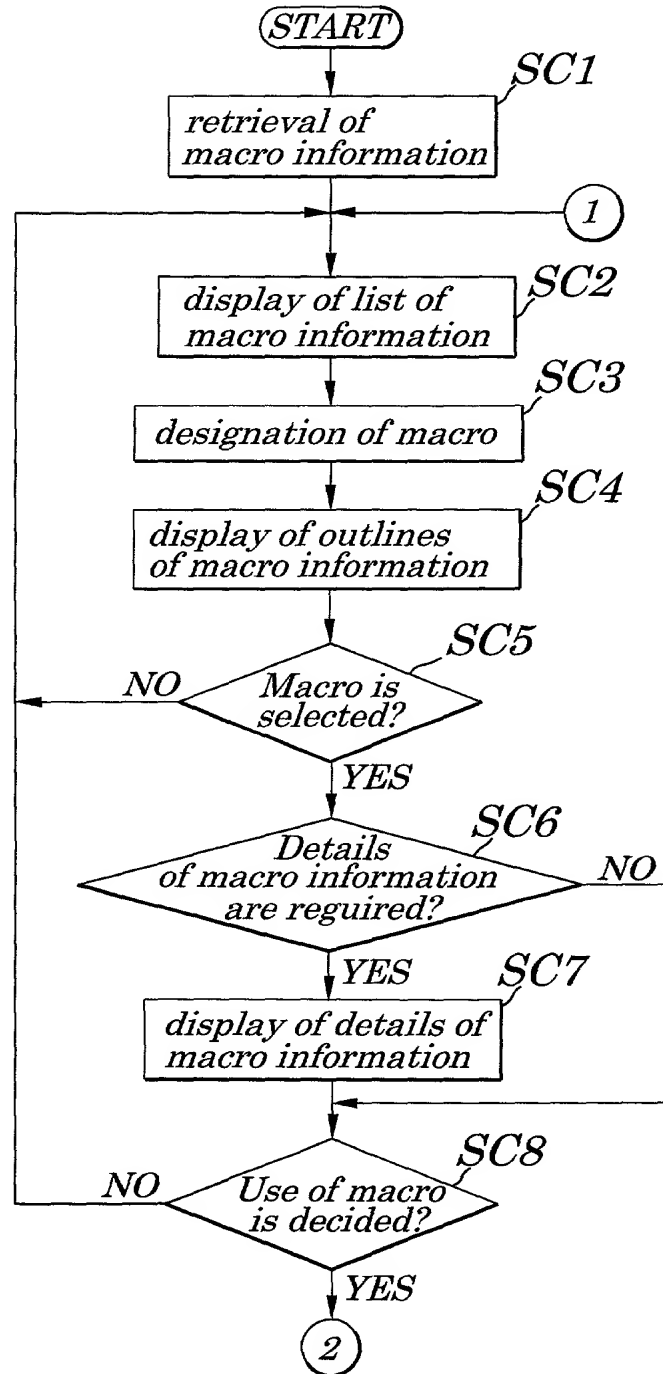 START
SC1
retrieval of
macro information
1
SC2
display of list of
macro information
SC3
designation of macro
SC4
display of outlines
of macro information
SC5
NO
Macro is
selected?
YES
SC6
Details
of macro information
are reguired?
NO
YES
SC7
display of details of
macro information
SC8
NO
Use of macro
is decided?
YES
2